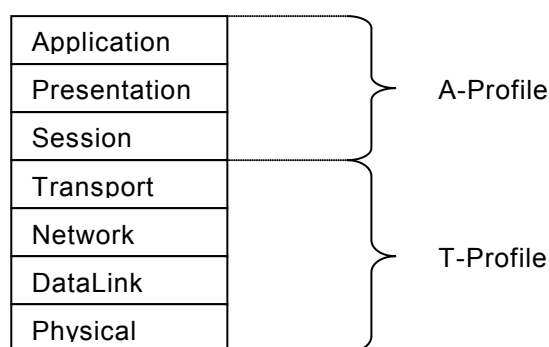 Application
Presentation
Session
Transport
Network
DataLink
Physical
A-Profile
T-Profile